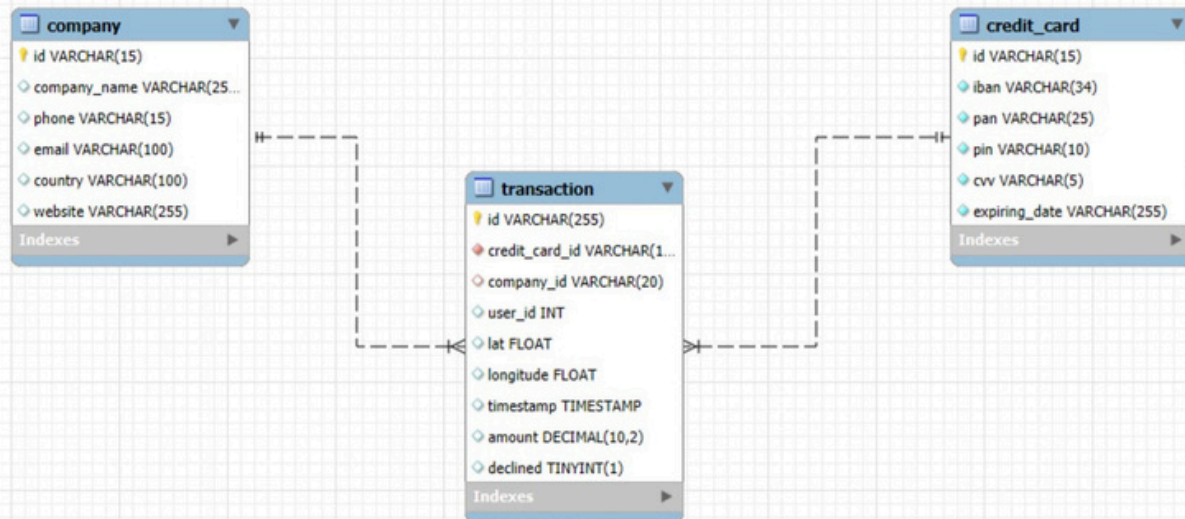 company
id VARCHAR(15)
company_name VARCHAR(25...
phone VARCHAR(15)
email VARCHAR(100)
country VARCHAR(100)
website VARCHAR(255)
Indexes
transaction
id VARCHAR(255)
credit_card_id VARCHAR(1...
company_id VARCHAR(20)
user_id INT
lat FLOAT
longitude FLOAT
timestamp TIMESTAMP
amount DECIMAL(10,2)
declined TINYINT(1)
Indexes
credit_card
id VARCHAR(15)
iban VARCHAR(34)
pan VARCHAR(25)
pin VARCHAR(10)
cvv VARCHAR(5)
expiring_date VARCHAR(255)
Indexes